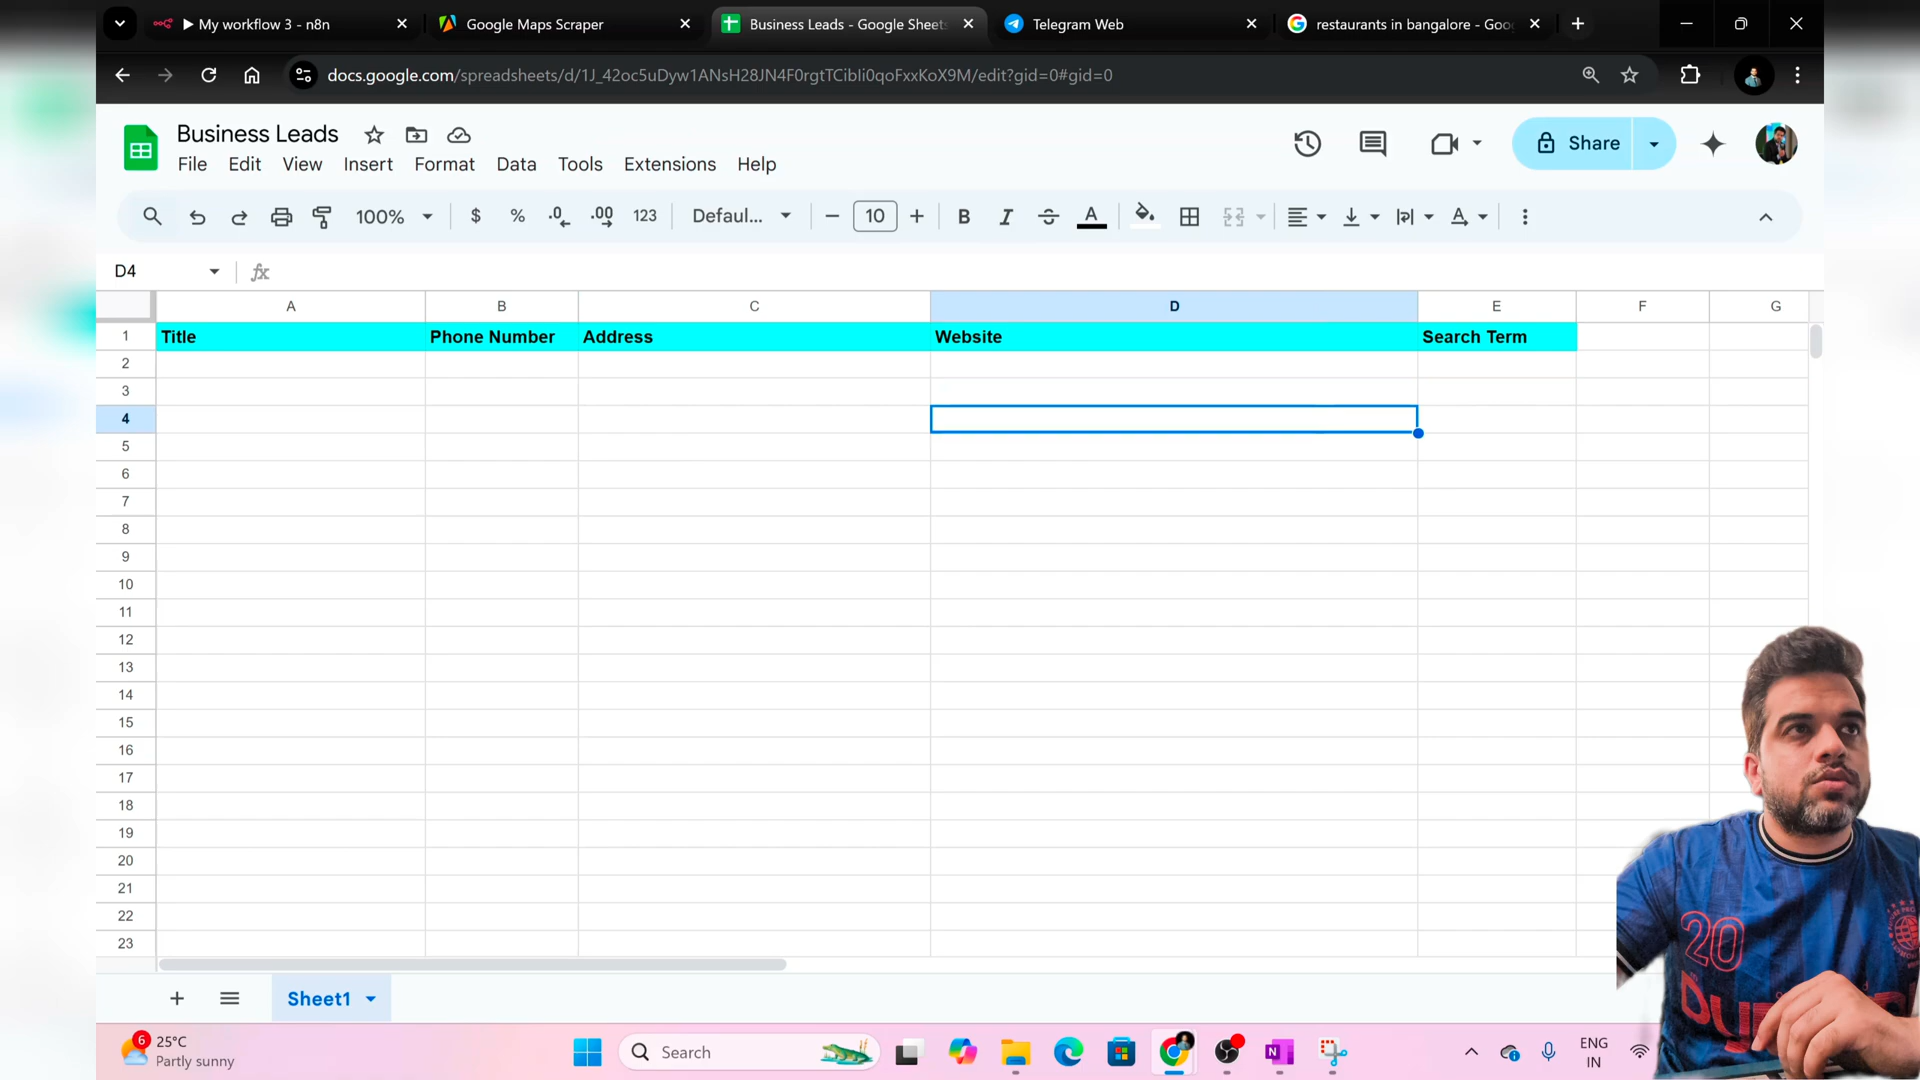 ▶ My workflow 3 - n8n
Google Maps Scraper
Business Leads - Google Sheets
Telegram Web
restaurants in bangalore - Goo
docs.google.com/spreadsheets/d/1J_42oc5uDyw1ANsH28JN4F0rgtTCibIi0qoFxxKoX9M/edit?gid=0#gid=0
Business Leads
Share
File Edit View Insert Format Data Tools Extensions Help
100% $ % .0 .00 123 Defaul... 10 B I A
D4 fx
A B C D E F G
1 Title Phone Number Address Website Search Term
2
3
4
5
6
7
8
9
10
11
12
13
14
15
16
17
18
19
20
21
22
23
Sheet1
20
6
25°C
Partly sunny
Search
ENG
IN